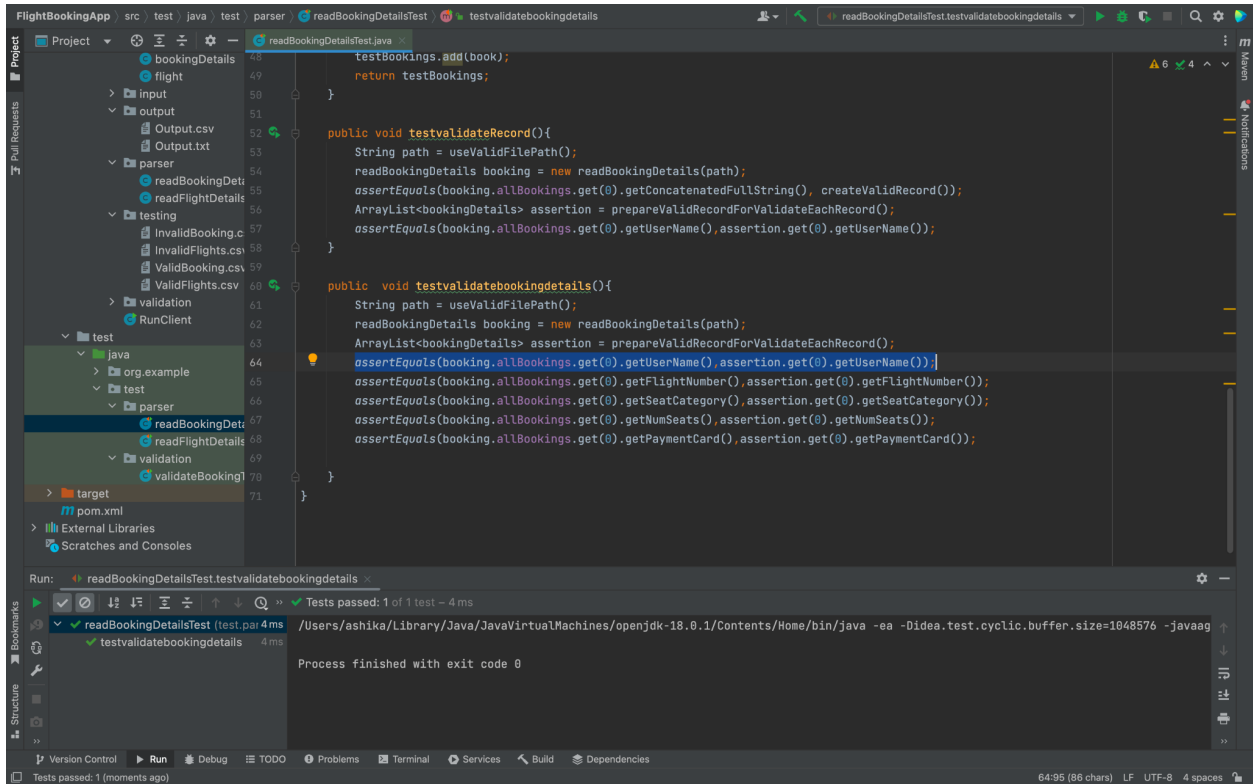 FlightBookingApp 〉 src 〉 test 〉 java 〉 test 〉 parser 〉 readBookingDetailsTest 〉 testvalidatebookingdetails
readBookingDetailsTest.testvalidatebookingdetails
Project
readBookingDetailsTest.java
Project
Pull Requests
bookingDetails
flight
input
output
Output.csv
Output.txt
parser
readBookingDeta
readFlightDetails
testing
InvalidBooking.c
InvalidFlights.csv
ValidBooking.csv
ValidFlights.csv
validation
RunClient
test
java
org.example
test
parser
readBookingDeta
readFlightDetails
validation
validateBookingT
target
pom.xml
External Libraries
Scratches and Consoles
48 testBookings.add(book);
49 return testBookings;
50 }
51
52 public void testvalidateRecord(){
53 String path = useValidFilePath();
54 readBookingDetails booking = new readBookingDetails(path);
55 assertEquals(booking.allBookings.get(0).getConcatenatedFullString(), createValidRecord());
56 ArrayList<bookingDetails> assertion = prepareValidRecordForValidateEachRecord();
57 assertEquals(booking.allBookings.get(0).getUserName(),assertion.get(0).getUserName());
58 }
59
60 public  void testvalidatebookingdetails(){
61 String path = useValidFilePath();
62 readBookingDetails booking = new readBookingDetails(path);
63 ArrayList<bookingDetails> assertion = prepareValidRecordForValidateEachRecord();
64 assertEquals(booking.allBookings.get(0).getUserName(),assertion.get(0).getUserName());
65 assertEquals(booking.allBookings.get(0).getFlightNumber(),assertion.get(0).getFlightNumber());
66 assertEquals(booking.allBookings.get(0).getSeatCategory(),assertion.get(0).getSeatCategory());
67 assertEquals(booking.allBookings.get(0).getNumSeats(),assertion.get(0).getNumSeats());
68 assertEquals(booking.allBookings.get(0).getPaymentCard(),assertion.get(0).getPaymentCard());
69
70 }
71 }
6 4
Maven
Notifications
Run: readBookingDetailsTest.testvalidatebookingdetails
Tests passed: 1 of 1 test – 4 ms
readBookingDetailsTest (test.par 4 ms
testvalidatebookingdetails 4 ms
/Users/ashika/Library/Java/JavaVirtualMachines/openjdk-18.0.1/Contents/Home/bin/java -ea -Didea.test.cyclic.buffer.size=1048576 -javaag
Process finished with exit code 0
Bookmarks
Structure
Version Control Run Debug TODO Problems Terminal Services Build Dependencies
Tests passed: 1 (moments ago)
64:95 (86 chars) LF UTF-8 4 spaces